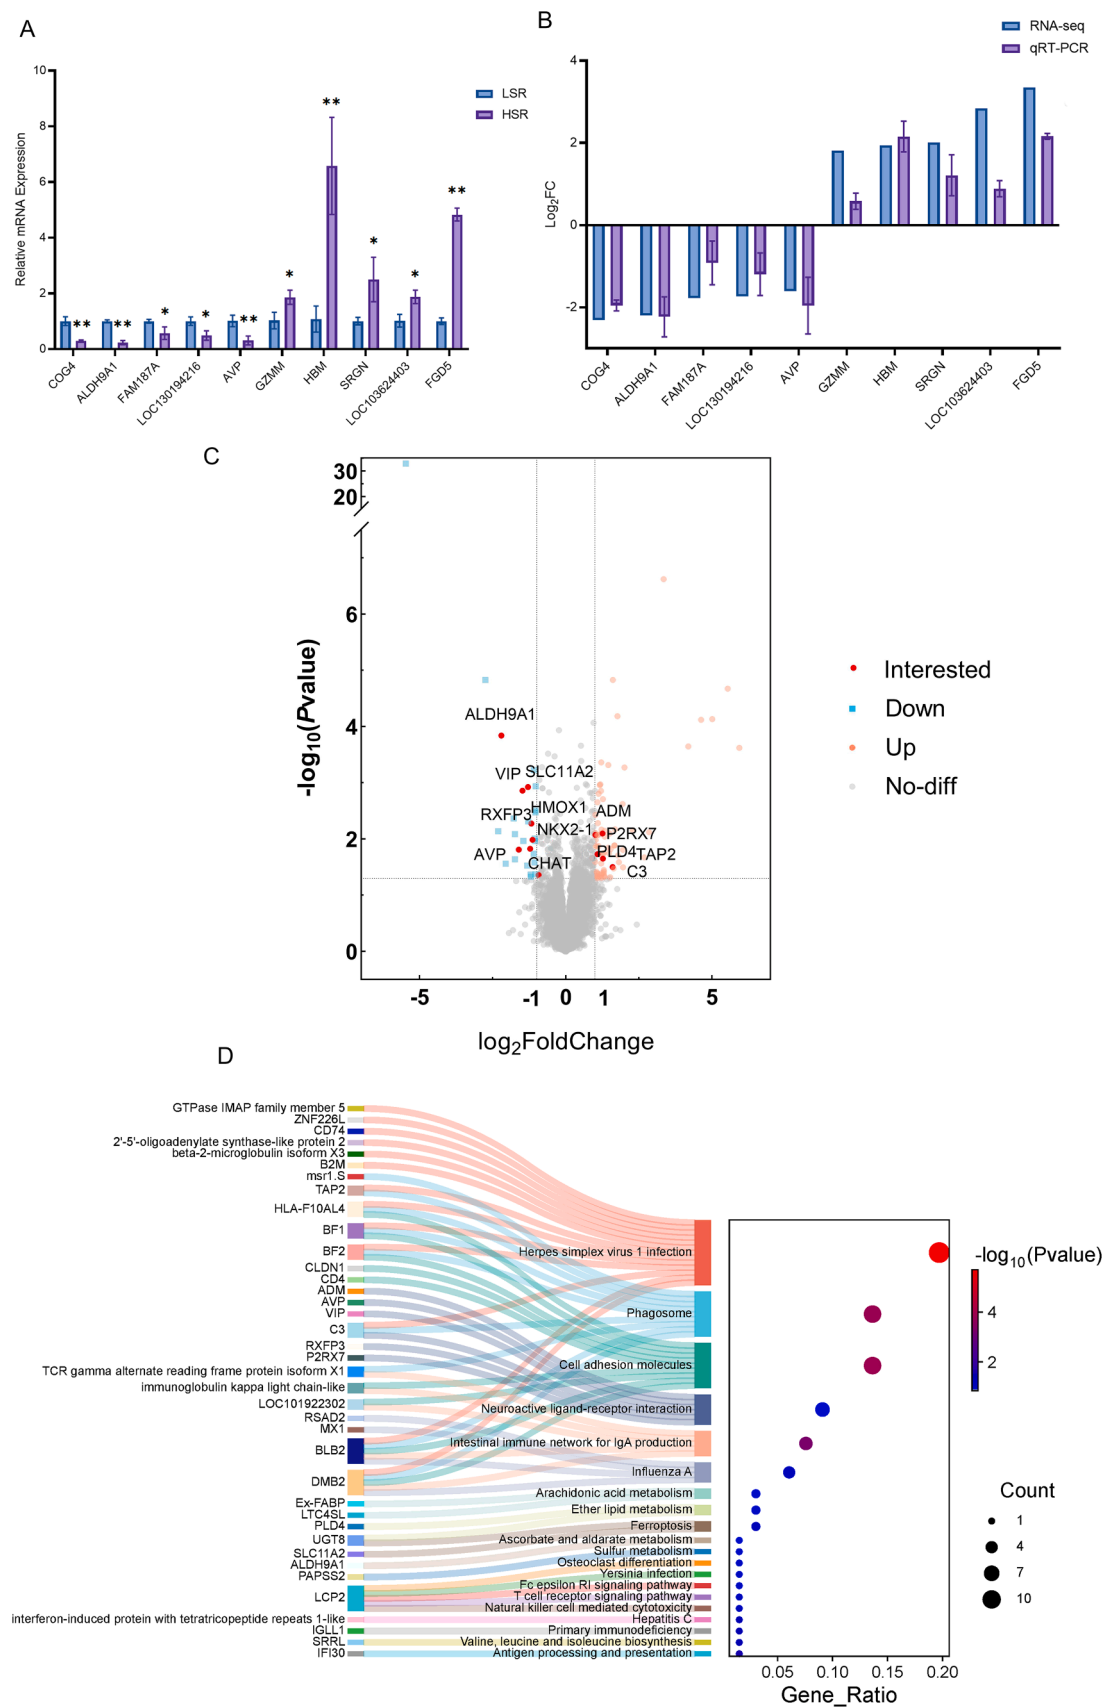 A
10
8
6
4
2
0
Relative mRNA Expression
LSR
HSR
** ** * * ** * ** * * **
COG4
ALDH9A1
FAM187A
LOC130194216
AVP
GZMM
HBM
SRGN
LOC103624403
FGD5
B
4
2
0
-2
Log2FC
RNA-seq
qRT-PCR
COG4
ALDH9A1
FAM187A
LOC130194216
AVP
GZMM
HBM
SRGN
LOC103624403
FGD5
C
30
20
6
4
2
0
-log10(Pvalue)
ALDH9A1
VIP SLC11A2
RXFP3 HMOX1 ADM
NKX2-1 P2RX7
AVP CHAT PLD4 TAP2
C3
-5 -1 0 1 5
log2FoldChange
Interested
Down
Up
No-diff
D
GTPase IMAP family member 5
ZNF226L
CD74
2'-5'-oligoadenylate synthase-like protein 2
beta-2-microglobulin isoform X3
B2M
msr1.S
TAP2
HLA-F10AL4
BF1
BF2
CLDN1
CD4
ADM
AVP
VIP
C3
RXFP3
P2RX7
TCR gamma alternate reading frame protein isoform X1
immunoglobulin kappa light chain-like
LOC101922302
RSAD2
MX1
BLB2
DMB2
Ex-FABP
LTC4SL
PLD4
UGT8
SLC11A2
ALDH9A1
PAPSS2
LCP2
interferon-induced protein with tetratricopeptide repeats 1-like
IGLL1
SRRL
IFI30
Herpes simplex virus 1 infection
Phagosome
Cell adhesion molecules
Neuroactive ligand-receptor interaction
Intestinal immune network for IgA production
Influenza A
Arachidonic acid metabolism
Ether lipid metabolism
Ferroptosis
Ascorbate and aldarate metabolism
Sulfur metabolism
Osteoclast differentiation
Yersinia infection
Fc epsilon RI signaling pathway
T cell receptor signaling pathway
Natural killer cell mediated cytotoxicity
Hepatitis C
Primary immunodeficiency
Valine, leucine and isoleucine biosynthesis
Antigen processing and presentation
0.05 0.10 0.15 0.20
Gene_Ratio
-log10(Pvalue)
4
2
Count
1
4
7
10